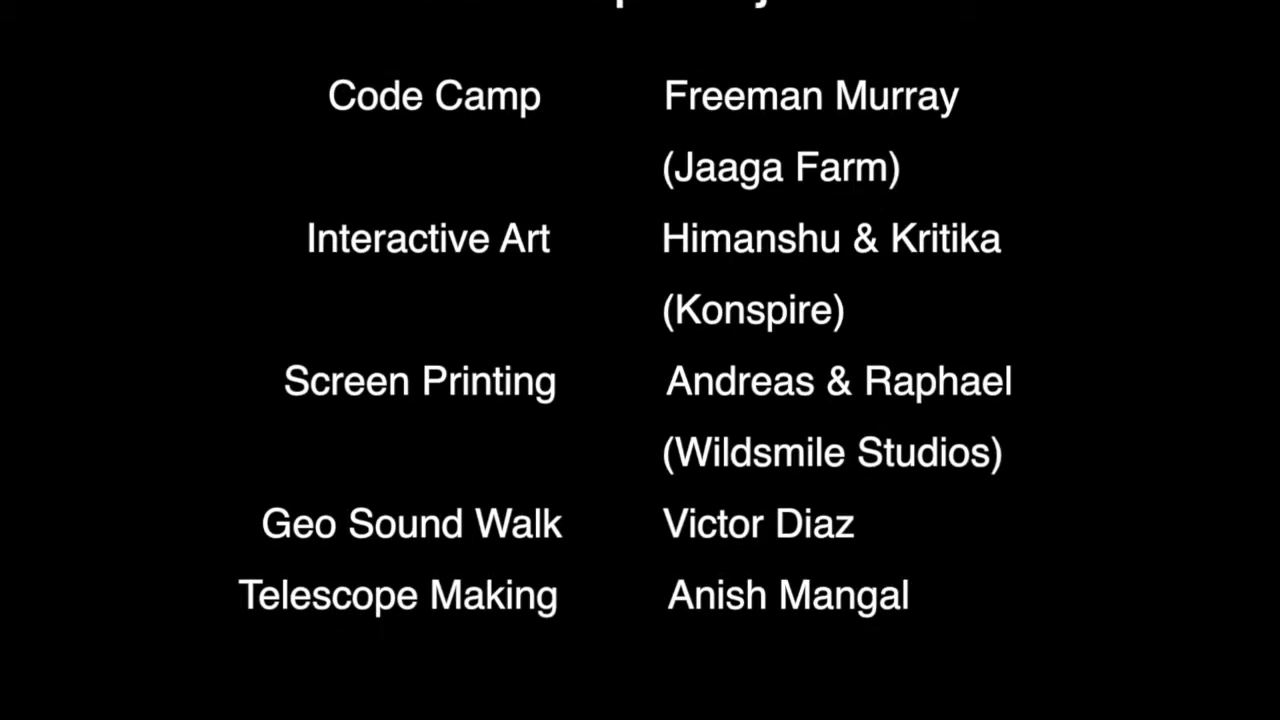 Code Camp Freeman Murray
(Jaaga Farm)
Interactive Art Himanshu & Kritika
(Konspire)
Screen Printing Andreas & Raphael
(Wildsmile Studios)
Geo Sound Walk Victor Diaz
Telescope Making Anish Mangal